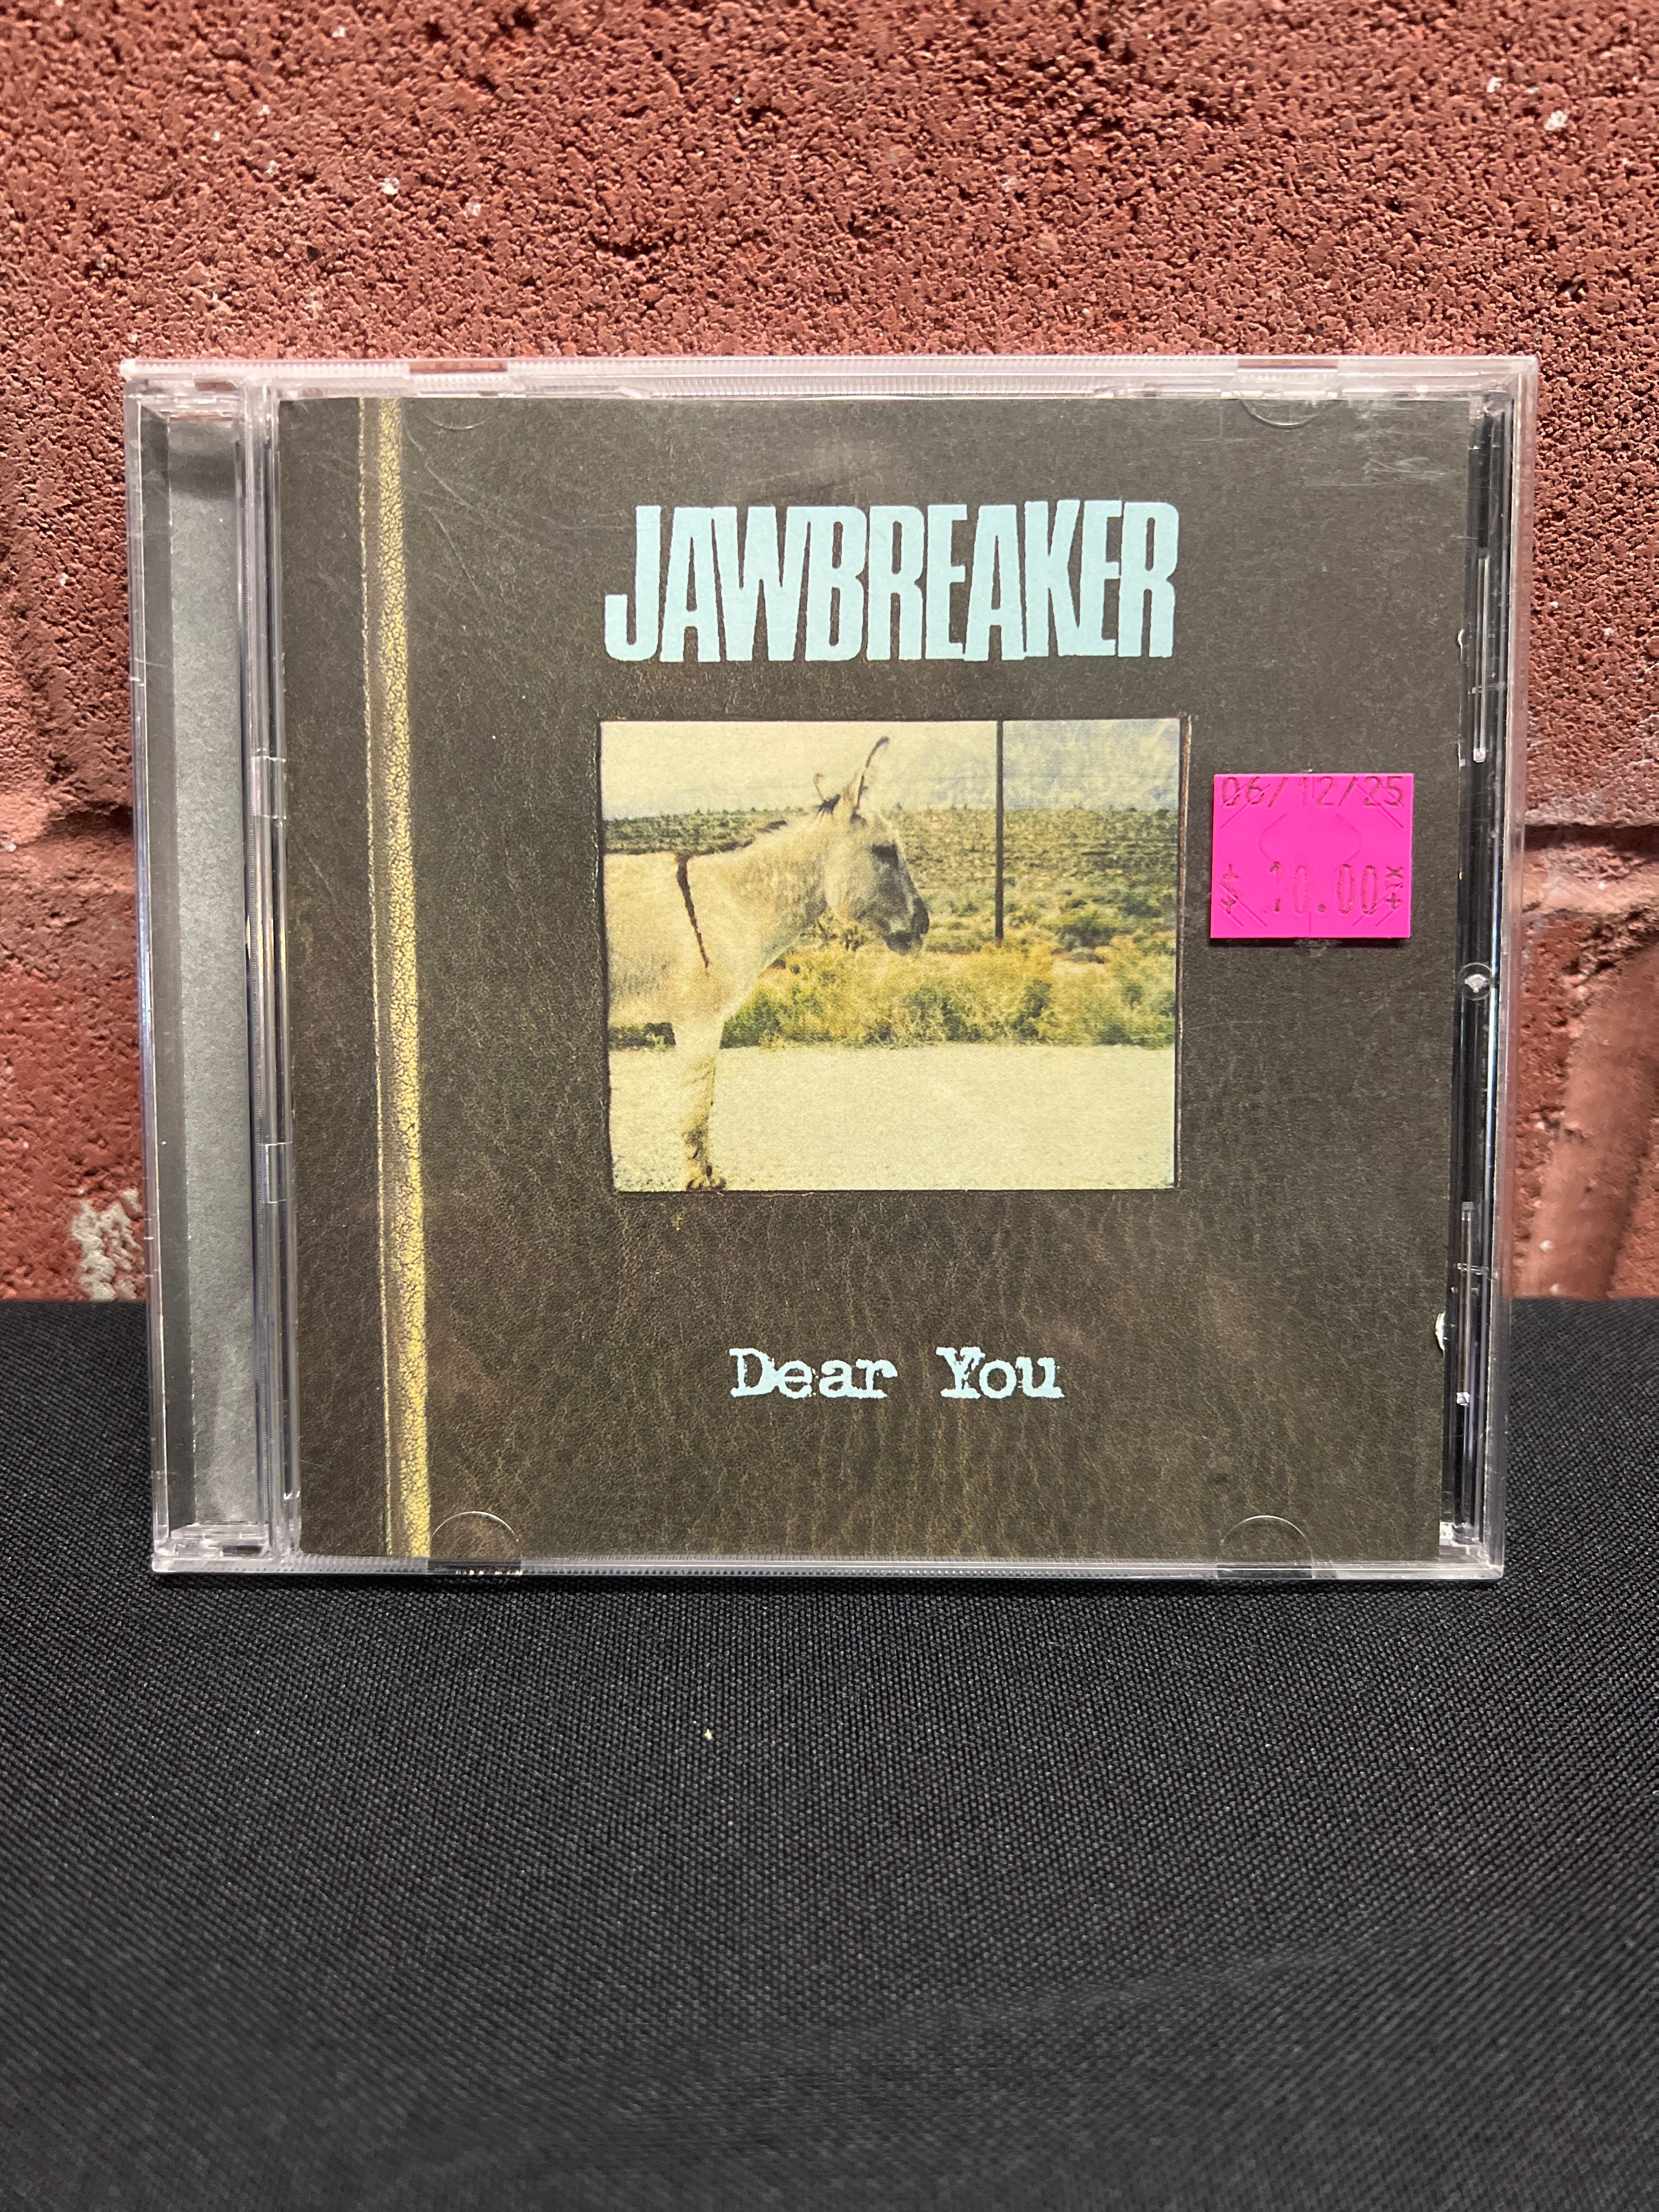 JAWBREAKER
06/12/25
$ 10.00+x
Dear You